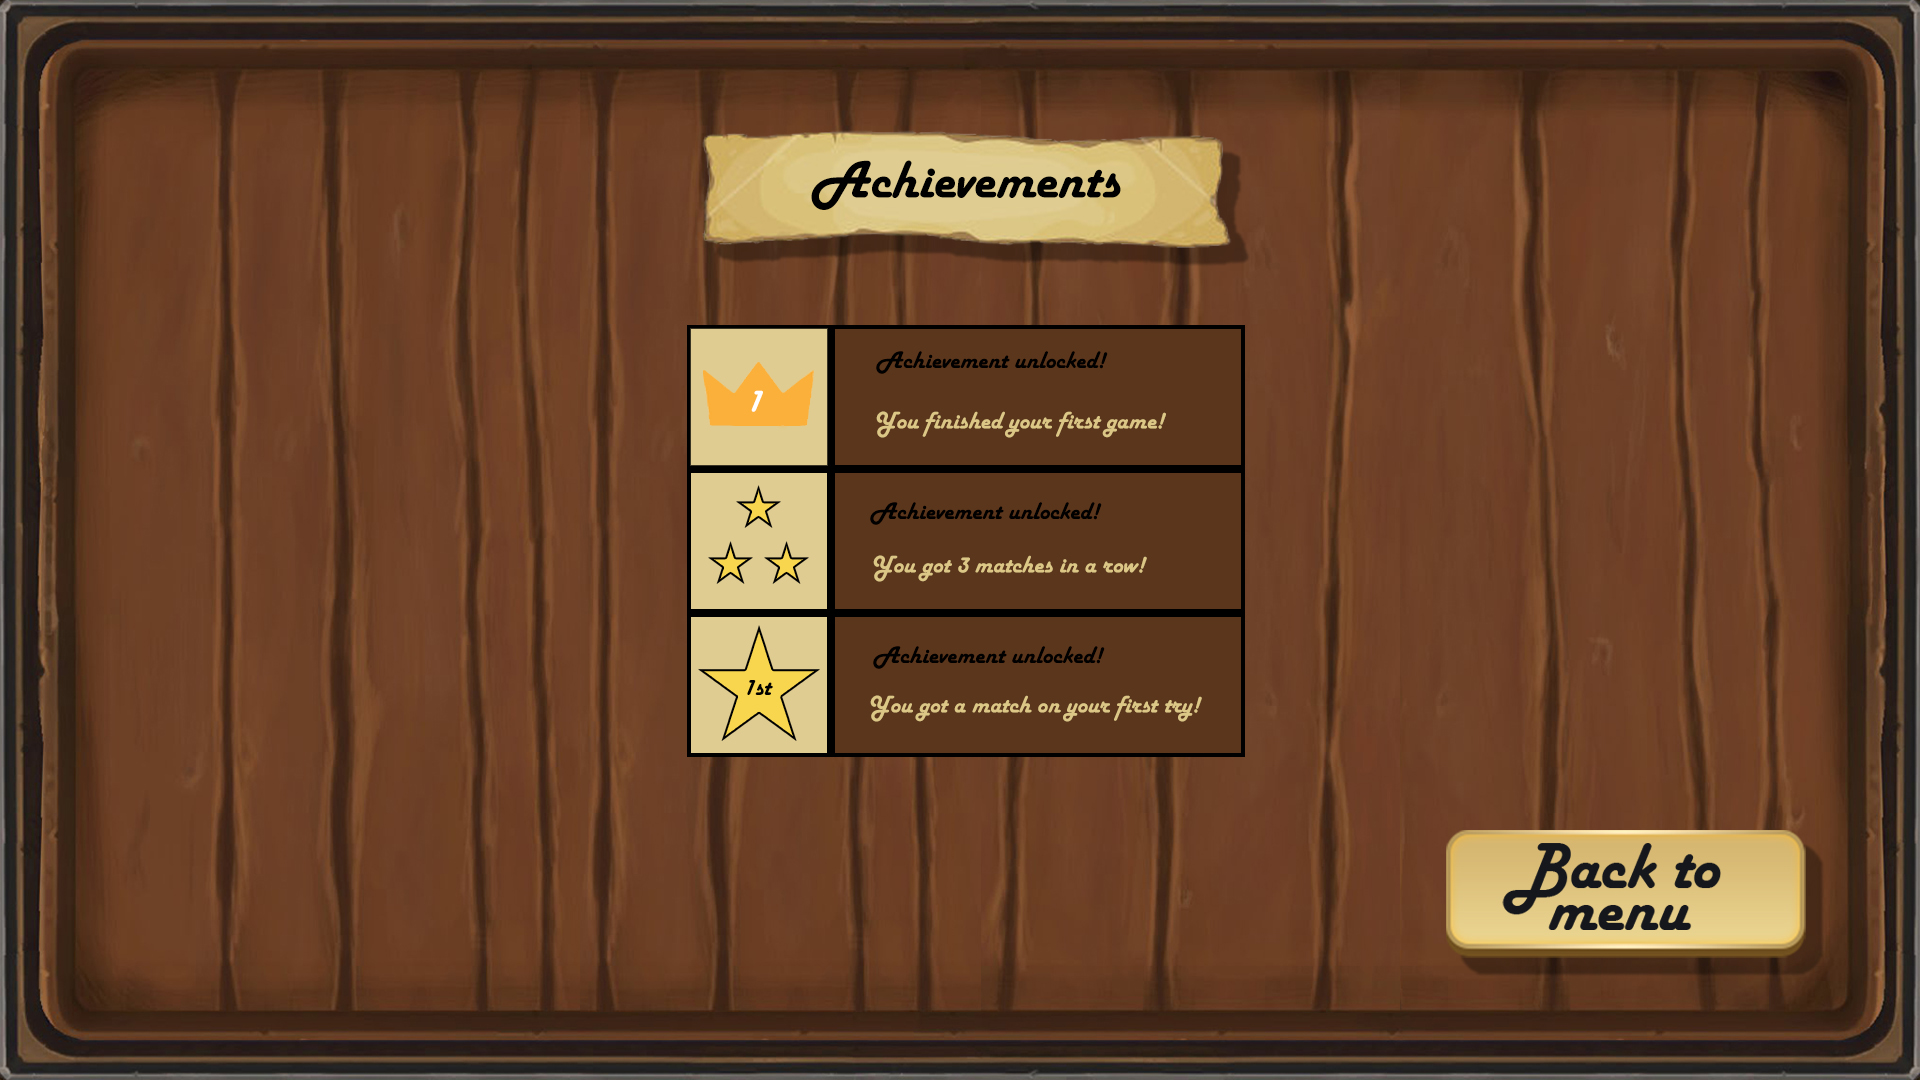 Achievements
1
Achievement unlocked!
You finished your first game!
Achievement unlocked!
You got 3 matches in a row!
1st
Achievement unlocked!
You got a match on your first try!
Back to
menu